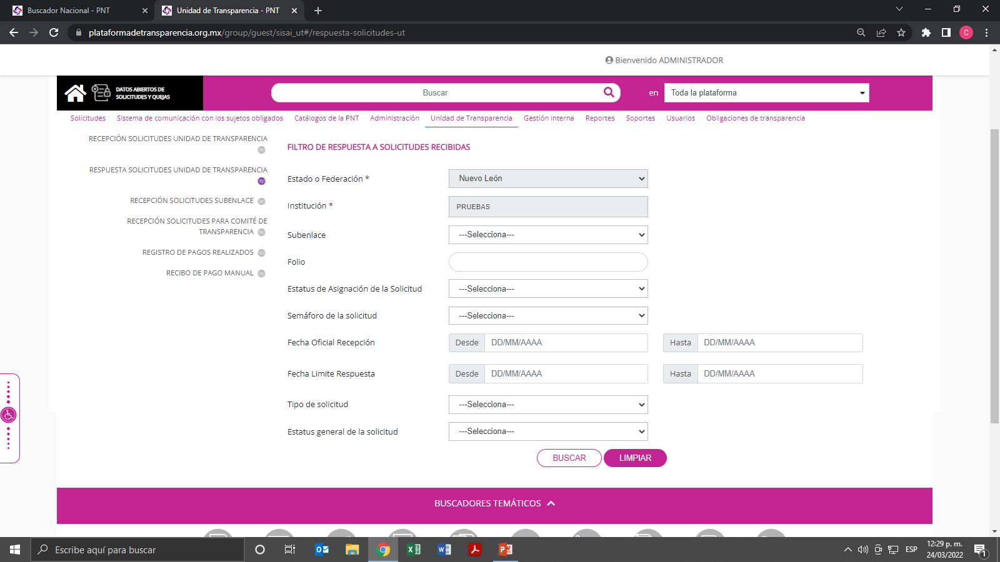 Buscador Nacional - PNT
Unidad de Transparencia - PNT
plataformadetransparencia.org.mx/group/guest/sisai_ut#/respuesta-solicitudes-ut
C
Bienvenido ADMINISTRADOR
DATOS ABIERTOS DE
SOLICITUDES Y QUEJAS
Buscar
en
Toda la plataforma
Solicitudes
Sistema de comunicación con los sujetos obligados
Catálogos de la PNT
Administración
Unidad de Transparencia
Gestión interna
Reportes
Soportes
Usuarios
Obligaciones de transparencia
RECEPCIÓN SOLICITUDES UNIDAD DE TRANSPARENCIA
RESPUESTA SOLICITUDES UNIDAD DE TRANSPARENCIA
RECEPCIÓN SOLICITUDES SUBENLACE
RECEPCIÓN SOLICITUDES PARA COMITÉ DE
TRANSPARENCIA
REGISTRO DE PAGOS REALIZADOS
RECIBO DE PAGO MANUAL
FILTRO DE RESPUESTA A SOLICITUDES RECIBIDAS
Estado o Federación *
Nuevo León
Institución *
PRUEBAS
Subenlace
---Selecciona---
Folio
Estatus de Asignación de la Solicitud
---Selecciona---
Semáforo de la solicitud
---Selecciona---
Fecha Oficial Recepción
Desde
DD/MM/AAAA
Hasta
DD/MM/AAAA
Fecha Limite Respuesta
Desde
DD/MM/AAAA
Hasta
DD/MM/AAAA
Tipo de solicitud
---Selecciona---
Estatus general de la solicitud
---Selecciona---
BUSCAR
LIMPIAR
BUSCADORES TEMÁTICOS
Escribe aquí para buscar
ESP
12:29 p. m.
24/03/2022
1